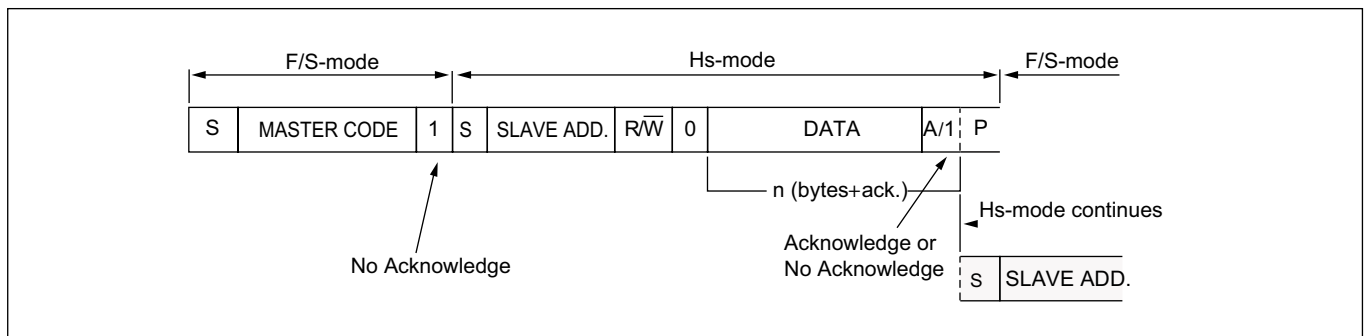 F/S-mode Hs-mode F/S-mode
S MASTER CODE 1 S SLAVE ADD. R/W̅ 0 DATA A/1 P
n (bytes+ack.)
Hs-mode continues
Acknowledge or
No Acknowledge
No Acknowledge
S SLAVE ADD.